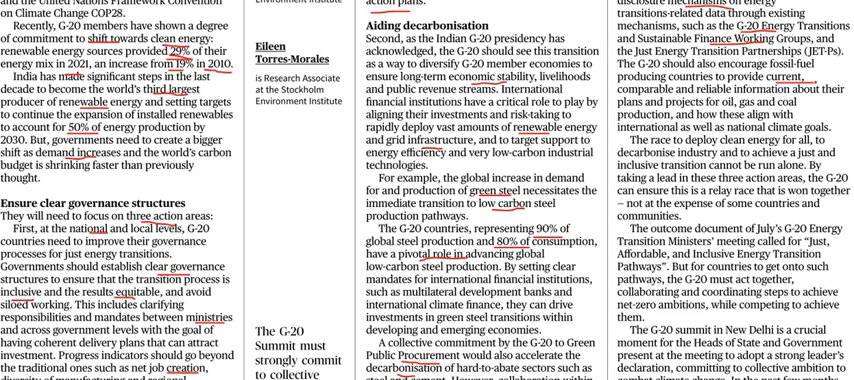 and the United Nations Framework Convention
on Climate Change COP28.
Recently, G-20 members have shown a degree
of commitment to shift towards clean energy:
renewable energy sources provided 29% of their
energy mix in 2021, an increase from 19% in 2010.
India has made significant steps in the last
decade to become the world's third largest
producer of renewable energy and setting targets
to continue the expansion of installed renewables
to account for 50% of energy production by
2030. But, governments need to create a bigger
shift as demand increases and the world's carbon
budget is shrinking faster than previously
thought.
Ensure clear governance structures
They will need to focus on three action areas:
First, at the national and local levels, G-20
countries need to improve their governance
processes for just energy transitions.
Governments should establish clear governance
structures to ensure that the transition process is
inclusive and the results equitable, and avoid
siloed working. This includes clarifying
responsibilities and mandates between ministries
and across government levels with the goal of
having coherent delivery plans that can attract
investment. Progress indicators should go beyond
the traditional ones such as net job creation,
diversity of manufacturing and regional
Environment Institute
Eileen
Torres-Morales
is Research Associate
at the Stockholm
Environment Institute
The G-20
Summit must
strongly commit
to collective
action plans.
Aiding decarbonisation
Second, as the Indian G-20 presidency has
acknowledged, the G-20 should see this transition
as a way to diversify G-20 member economies to
ensure long-term economic stability, livelihoods
and public revenue streams. International
financial institutions have a critical role to play by
aligning their investments and risk-taking to
rapidly deploy vast amounts of renewable energy
and grid infrastructure, and to target support to
energy efficiency and very low-carbon industrial
technologies.
For example, the global increase in demand
for and production of green steel necessitates the
immediate transition to low carbon steel
production pathways.
The G-20 countries, representing 90% of
global steel production and 80% of consumption,
have a pivotal role in advancing global
low-carbon steel production. By setting clear
mandates for international financial institutions,
such as multilateral development banks and
international climate finance, they can drive
investments in green steel transitions within
developing and emerging economies.
A collective commitment by the G-20 to Green
Public Procurement would also accelerate the
decarbonisation of hard-to-abate sectors such as
steel and cement. However, collaboration within
disclosure mechanisms on energy
transitions-related data through existing
mechanisms, such as the G-20 Energy Transitions
and Sustainable Finance Working Groups, and
the Just Energy Transition Partnerships (JET-Ps).
The G-20 should also encourage fossil-fuel
producing countries to provide current,
comparable and reliable information about their
plans and projects for oil, gas and coal
production, and how these align with
international as well as national climate goals.
The race to deploy clean energy for all, to
decarbonise industry and to achieve a just and
inclusive transition cannot be run alone. By
taking a lead in these three action areas, the G-20
can ensure this is a relay race that is won together
— not at the expense of some countries and
communities.
The outcome document of July's G-20 Energy
Transition Ministers' meeting called for "Just,
Affordable, and Inclusive Energy Transition
Pathways". But for countries to get onto such
pathways, the G-20 must act together,
collaborating and coordinating steps to achieve
net-zero ambitions, while competing to achieve
them.
The G-20 summit in New Delhi is a crucial
moment for the Heads of State and Government
present at the meeting to adopt a strong leader's
declaration, committing to collective ambition to
combat climate change. In the past few months